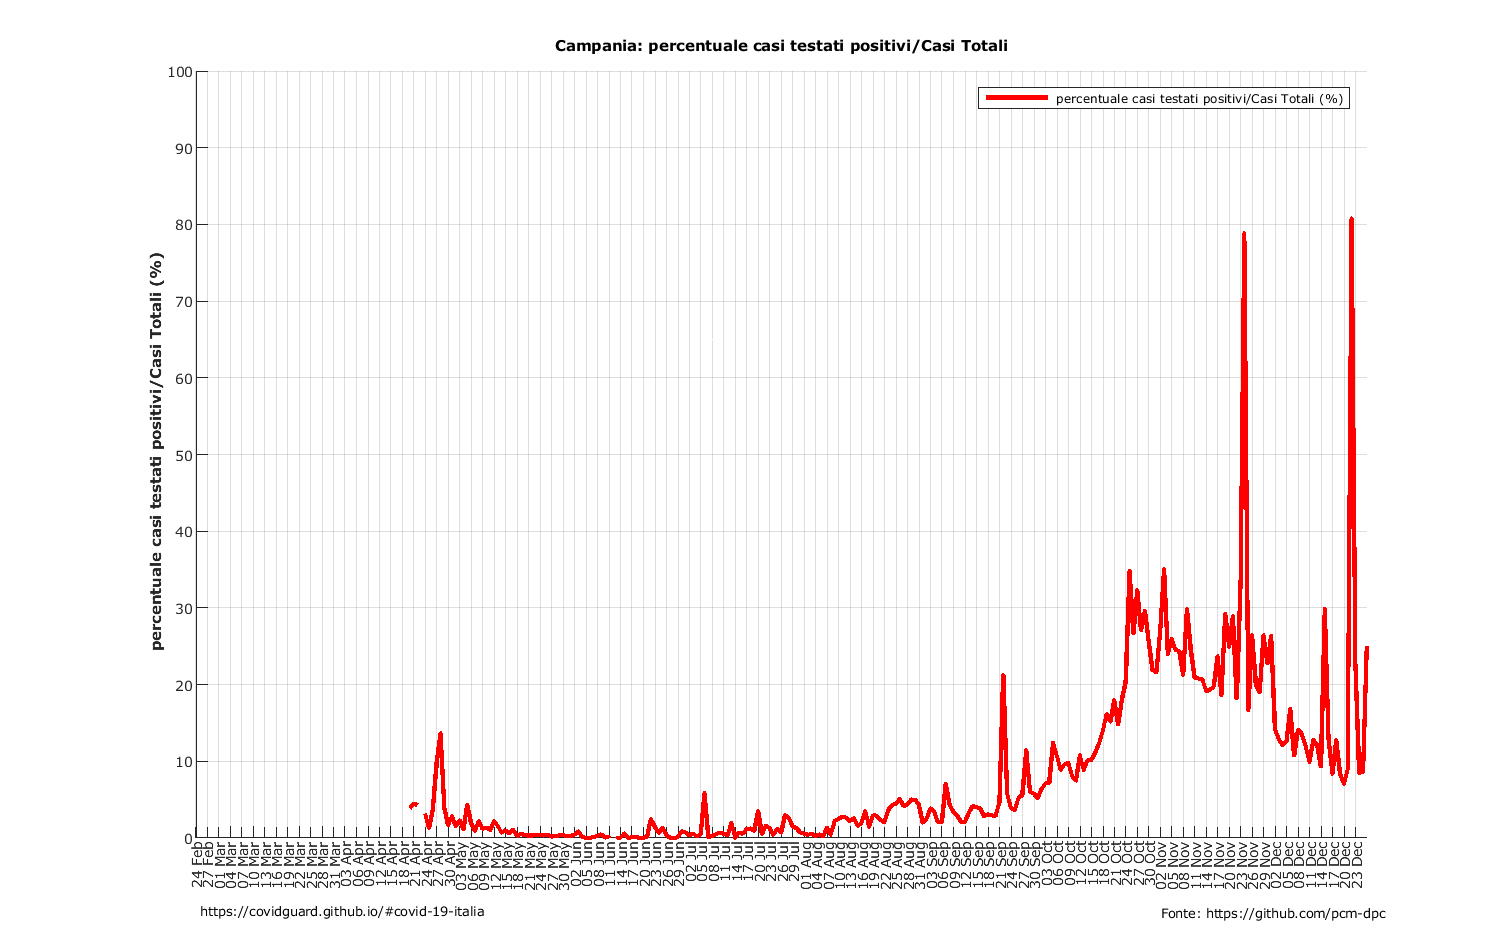 Campania: percentuale casi testati positivi/Casi Totali
percentuale casi testati positivi/Casi Totali (%)
percentuale casi testati positivi/Casi Totali (%)
100
90
80
70
60
50
40
30
20
10
0
24 Feb
27 Feb
01 Mar
04 Mar
07 Mar
10 Mar
13 Mar
16 Mar
19 Mar
22 Mar
25 Mar
28 Mar
31 Mar
03 Apr
06 Apr
09 Apr
12 Apr
15 Apr
18 Apr
21 Apr
24 Apr
27 Apr
30 Apr
03 May
06 May
09 May
12 May
15 May
18 May
21 May
24 May
27 May
30 May
02 Jun
05 Jun
08 Jun
11 Jun
14 Jun
17 Jun
20 Jun
23 Jun
26 Jun
29 Jun
02 Jul
05 Jul
08 Jul
11 Jul
14 Jul
17 Jul
20 Jul
23 Jul
26 Jul
29 Jul
01 Aug
04 Aug
07 Aug
10 Aug
13 Aug
16 Aug
19 Aug
22 Aug
25 Aug
28 Aug
31 Aug
03 Sep
06 Sep
09 Sep
12 Sep
15 Sep
18 Sep
21 Sep
24 Sep
27 Sep
30 Sep
03 Oct
06 Oct
09 Oct
12 Oct
15 Oct
18 Oct
21 Oct
24 Oct
27 Oct
30 Oct
02 Nov
05 Nov
08 Nov
11 Nov
14 Nov
17 Nov
20 Nov
23 Nov
26 Nov
29 Nov
02 Dec
05 Dec
08 Dec
11 Dec
14 Dec
17 Dec
20 Dec
23 Dec
https://covidguard.github.io/#covid-19-italia
Fonte: https://github.com/pcm-dpc